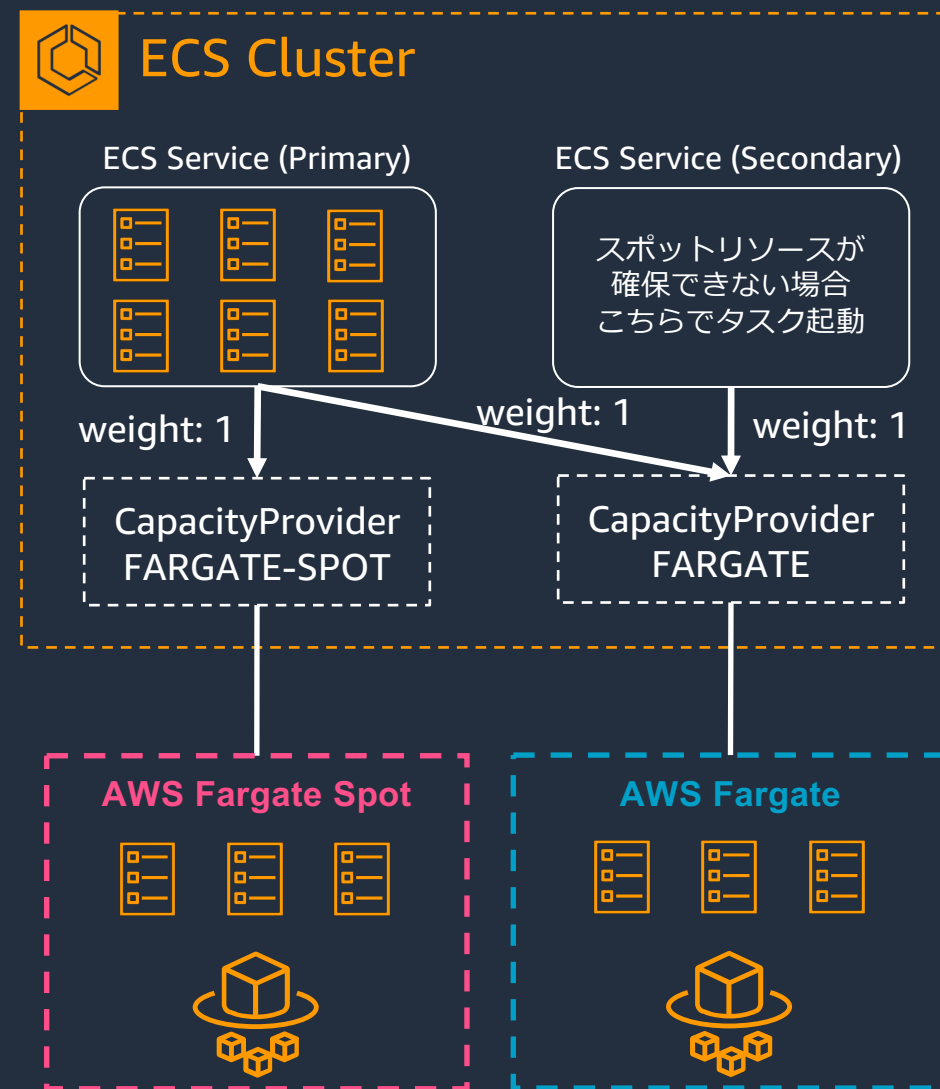 ECS Cluster
ECS Service (Primary)
ECS Service (Secondary)
スポットリソースが
確保できない場合
こちらでタスク起動
weight: 1
weight: 1
weight: 1
CapacityProvider
FARGATE-SPOT
CapacityProvider
FARGATE
AWS Fargate Spot
AWS Fargate